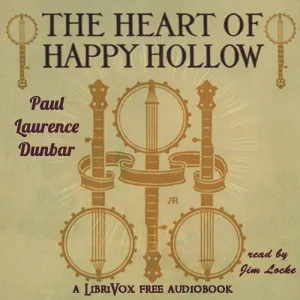 THE HEART OF
HAPPY HOLLOW
Paul
Laurence
Dunbar
read by
Jim Locke
a LibriVox free audiobook